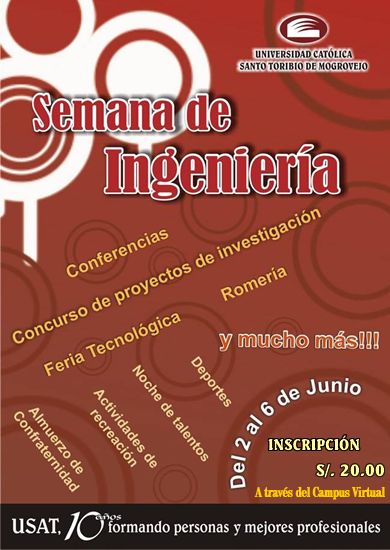 UNIVERSIDAD CATÓLICA
SANTO TORIBIO DE MOGROVEJO
Semana de
Ingeniería
Conferencias
Concurso de proyectos de investigación
Romería
Feria Tecnológica
y mucho más!!!
Deportes
Noche de talentos
Actividades de
recreación
Almuerzo de
Confraternidad
Del 2 al 6 de Junio
INSCRIPCIÓN
S/. 20.00
A través del Campus Virtual
USAT, 10 años formando personas y mejores profesionales